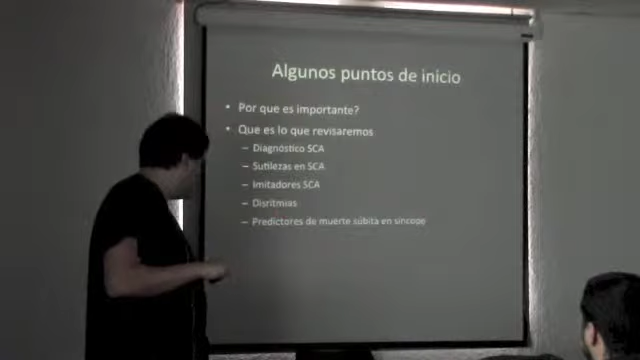 Algunos puntos de inicio
• Por que es importante?
• Que es lo que revisaremos
– Diagnóstico SCA
– Sutilezas en SCA
– Imitadores SCA
– Disritmias
– Predictores de muerte súbita en síncope